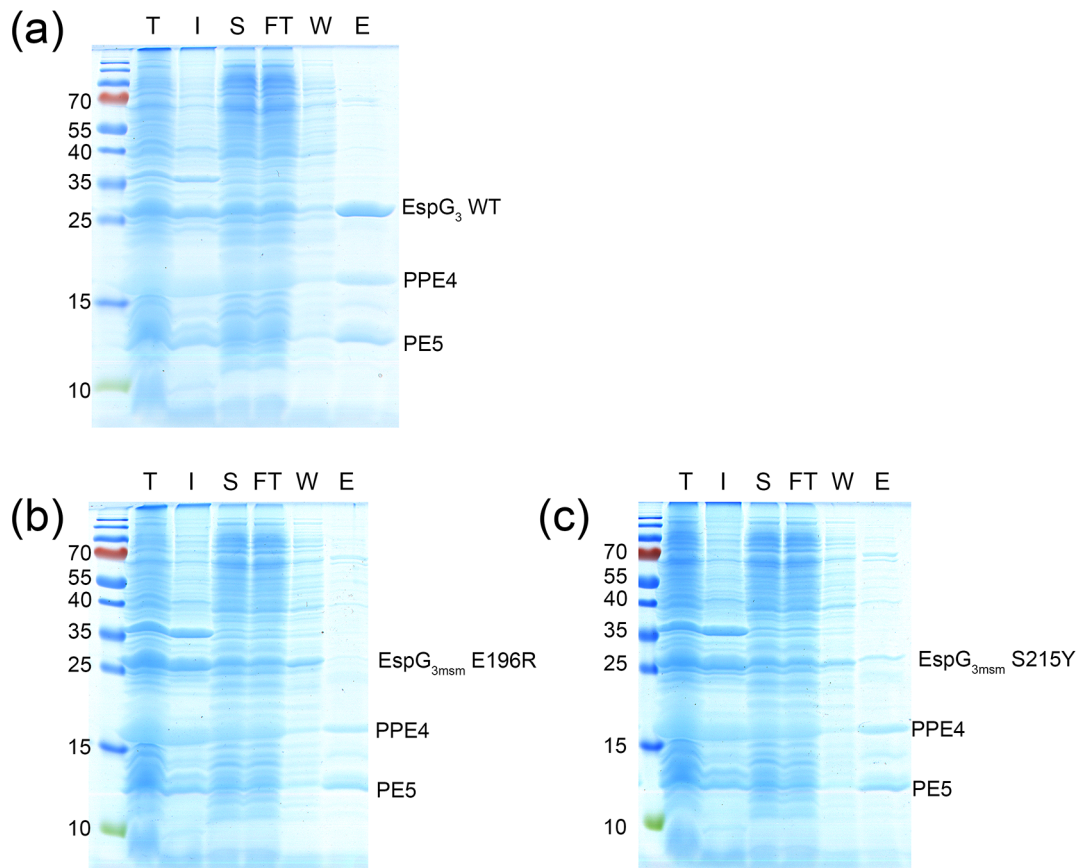 (a)
T I S FT W E
70
55
40
35
25
15
10
EspG3 WT
PPE4
PE5
(b)
T I S FT W E
70
55
40
35
25
15
10
EspG3msm E196R
PPE4
PE5
(c)
T I S FT W E
70
55
40
35
25
15
10
EspG3msm S215Y
PPE4
PE5